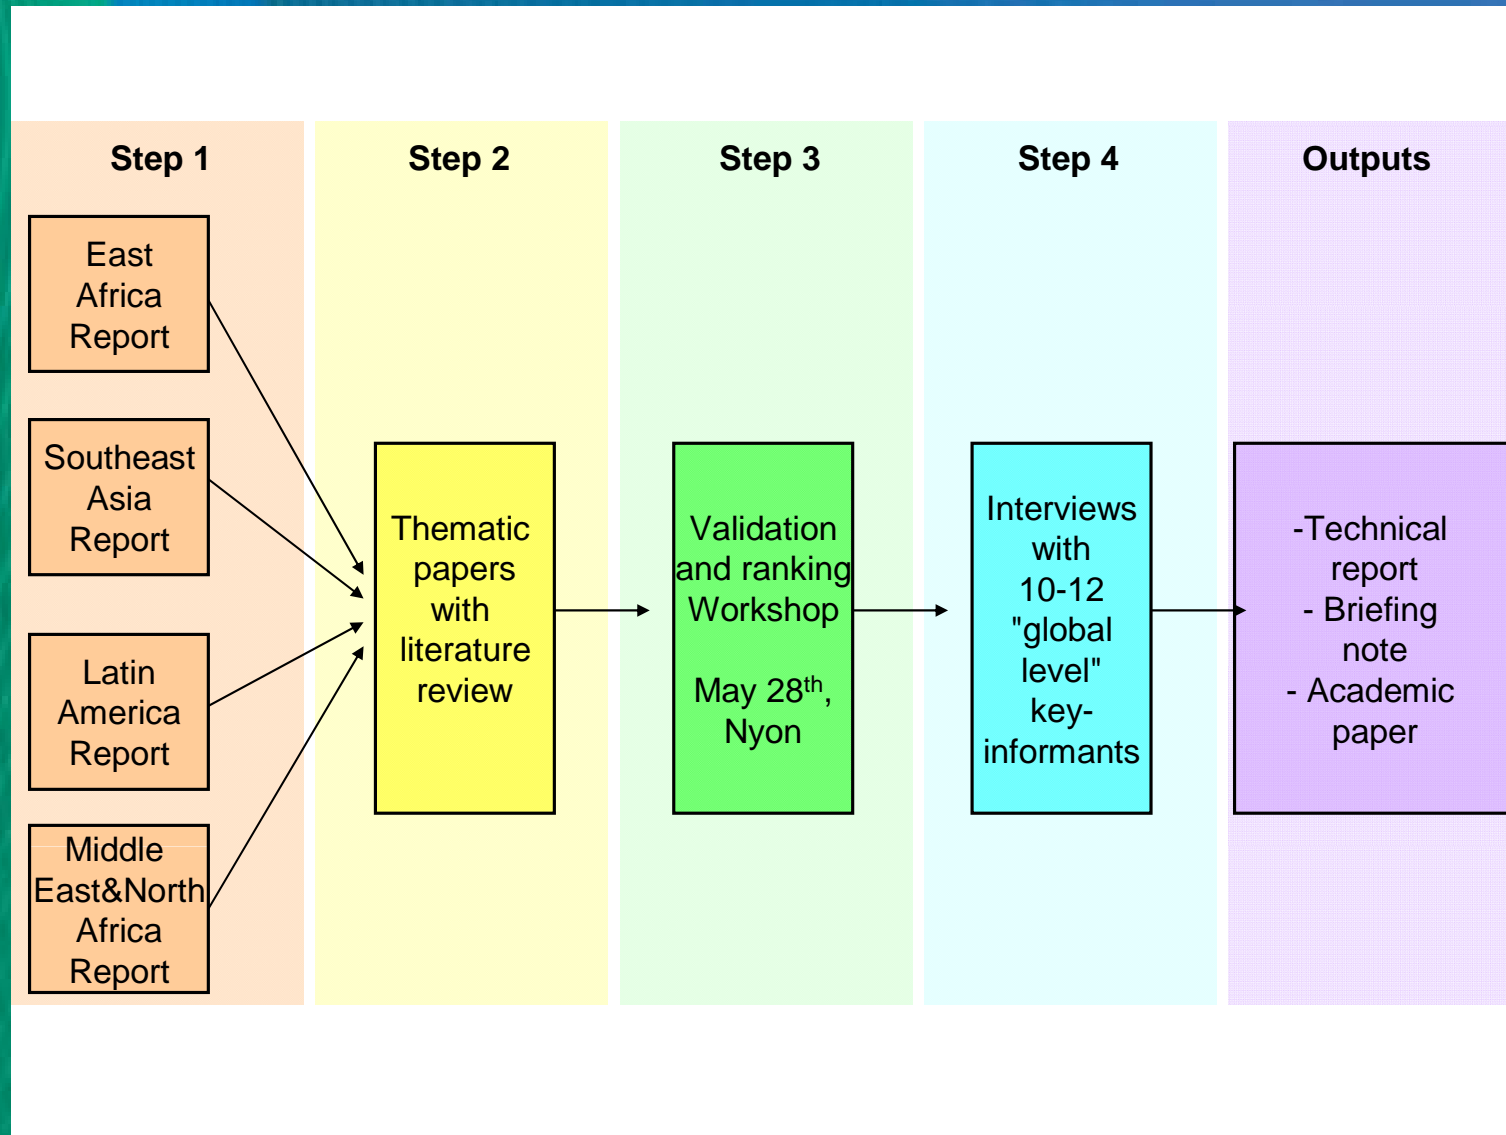 Step 1
East
Africa
Report
Southeast
Asia
Report
Latin
America
Report
Middle
East&North
Africa
Report
Step 2
Thematic
papers
with
literature
review
Step 3
Validation
and ranking
Workshop
May 28th,
Nyon
Step 4
Interviews
with
10-12
"global
level"
key-
informants
Outputs
-Technical
report
- Briefing
note
- Academic
paper